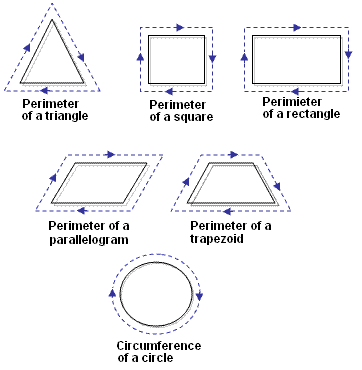 Perimeter
of a triangle
Perimeter
of a square
Perimieter
of a rectangle
Perimeter of a
parallelogram
Perimeter of a
trapezoid
Circumference
of a circle